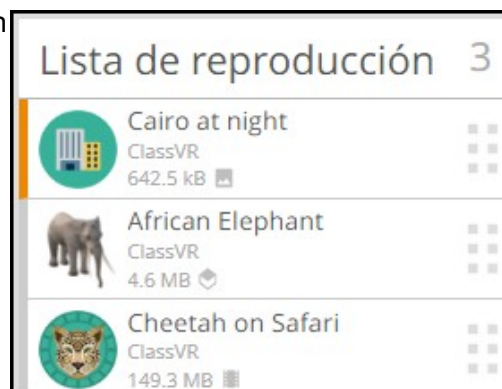 n
Lista de reproducción 3
Cairo at night
ClassVR
642.5 kB
African Elephant
ClassVR
4.6 MB
Cheetah on Safari
ClassVR
149.3 MB